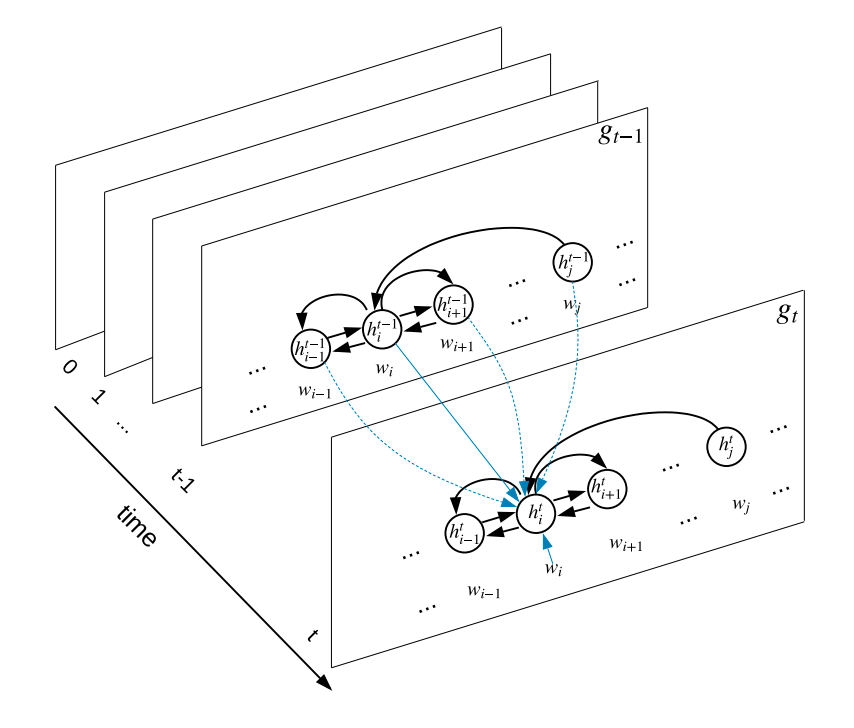 g_{t-1}
h_j^{t-1} ...
... ...
h_{i+1}^{t-1} w_j
h_i^{t-1} ...
h_{i-1}^{t-1} w_{i+1}
... w_i
... w_{i-1}
g_t
0
1
...
t-1
time
t
h_j^t ...
...
h_{i+1}^t ...
h_i^t w_j
h_{i-1}^t ...
... w_{i+1}
w_i
w_{i-1}
...